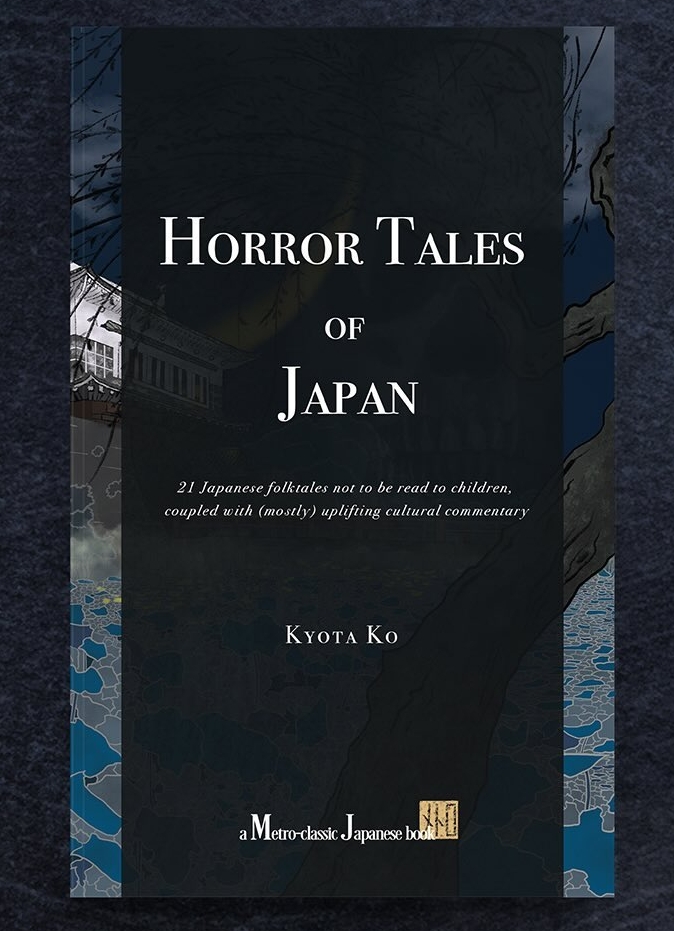 Horror Tales
of
Japan
21 Japanese folktales not to be read to children,
coupled with (mostly) uplifting cultural commentary
Kyota Ko
a Metro-classic Japanese book